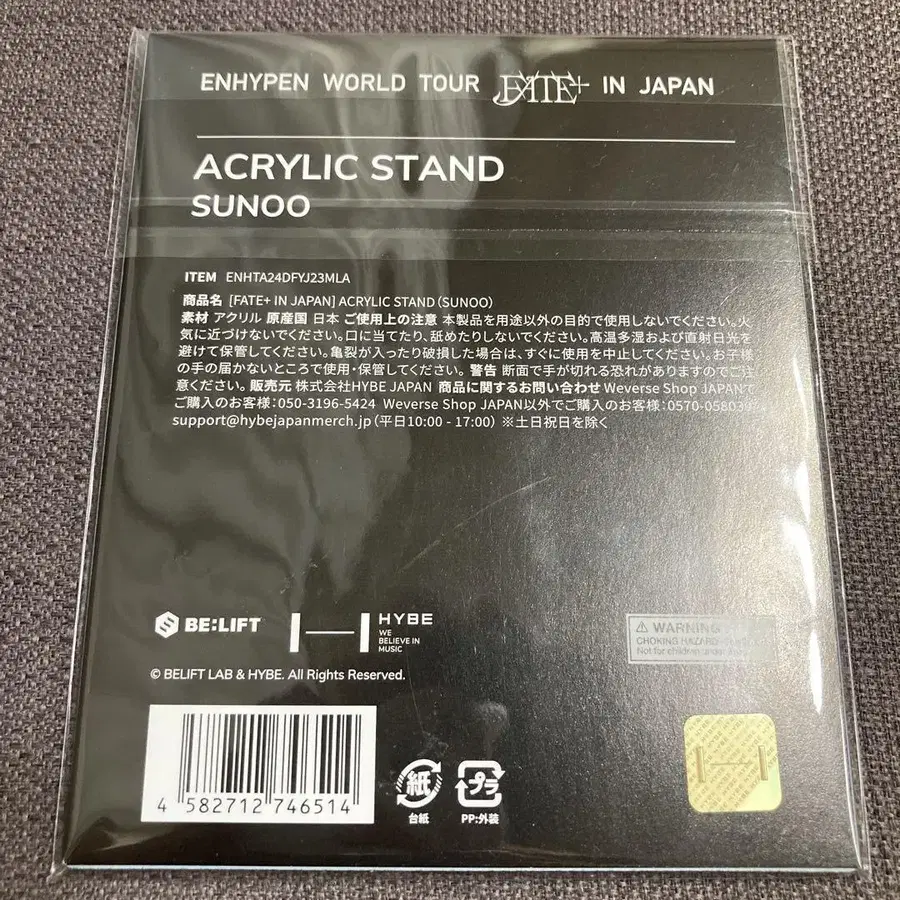 ENHYPEN WORLD TOUR FATE+ IN JAPAN
ACRYLIC STAND
SUNOO
ITEM ENHTA24DFYJ23MLA
商品名 [FATE+ IN JAPAN] ACRYLIC STAND (SUNOO)
素材 アクリル 原産国 日本 ご使用上の注意 本製品を用途以外の目的で使用しないでください。火
気に近づけないでください。口に当てたり、舐めたりしないでください。高温多湿および直射日光を
避けて保管してください。亀裂が入ったり破損した場合は、すぐに使用を中止してください。お子様
の手の届かないところで使用・保管してください。 警告 断面で手が切れる恐れがありますのでご注
意ください。 販売元 株式会社HYBE JAPAN 商品に関するお問い合わせ Weverse Shop JAPANで
ご購入のお客様：050-3196-5424 Weverse Shop JAPAN以外でご購入のお客様：
support@hybejapanmerch.jp (平日10:00 - 17:00) ※土日祝日を除く
BE:LIFT
HYBE
WE
BELIEVE IN
MUSIC
WARNING
CHOKING HAZARD
Not for children under
© BELIFT LAB & HYBE. All Rights Reserved.
4 582712 746514
紙
台紙
プラ
PP:外装